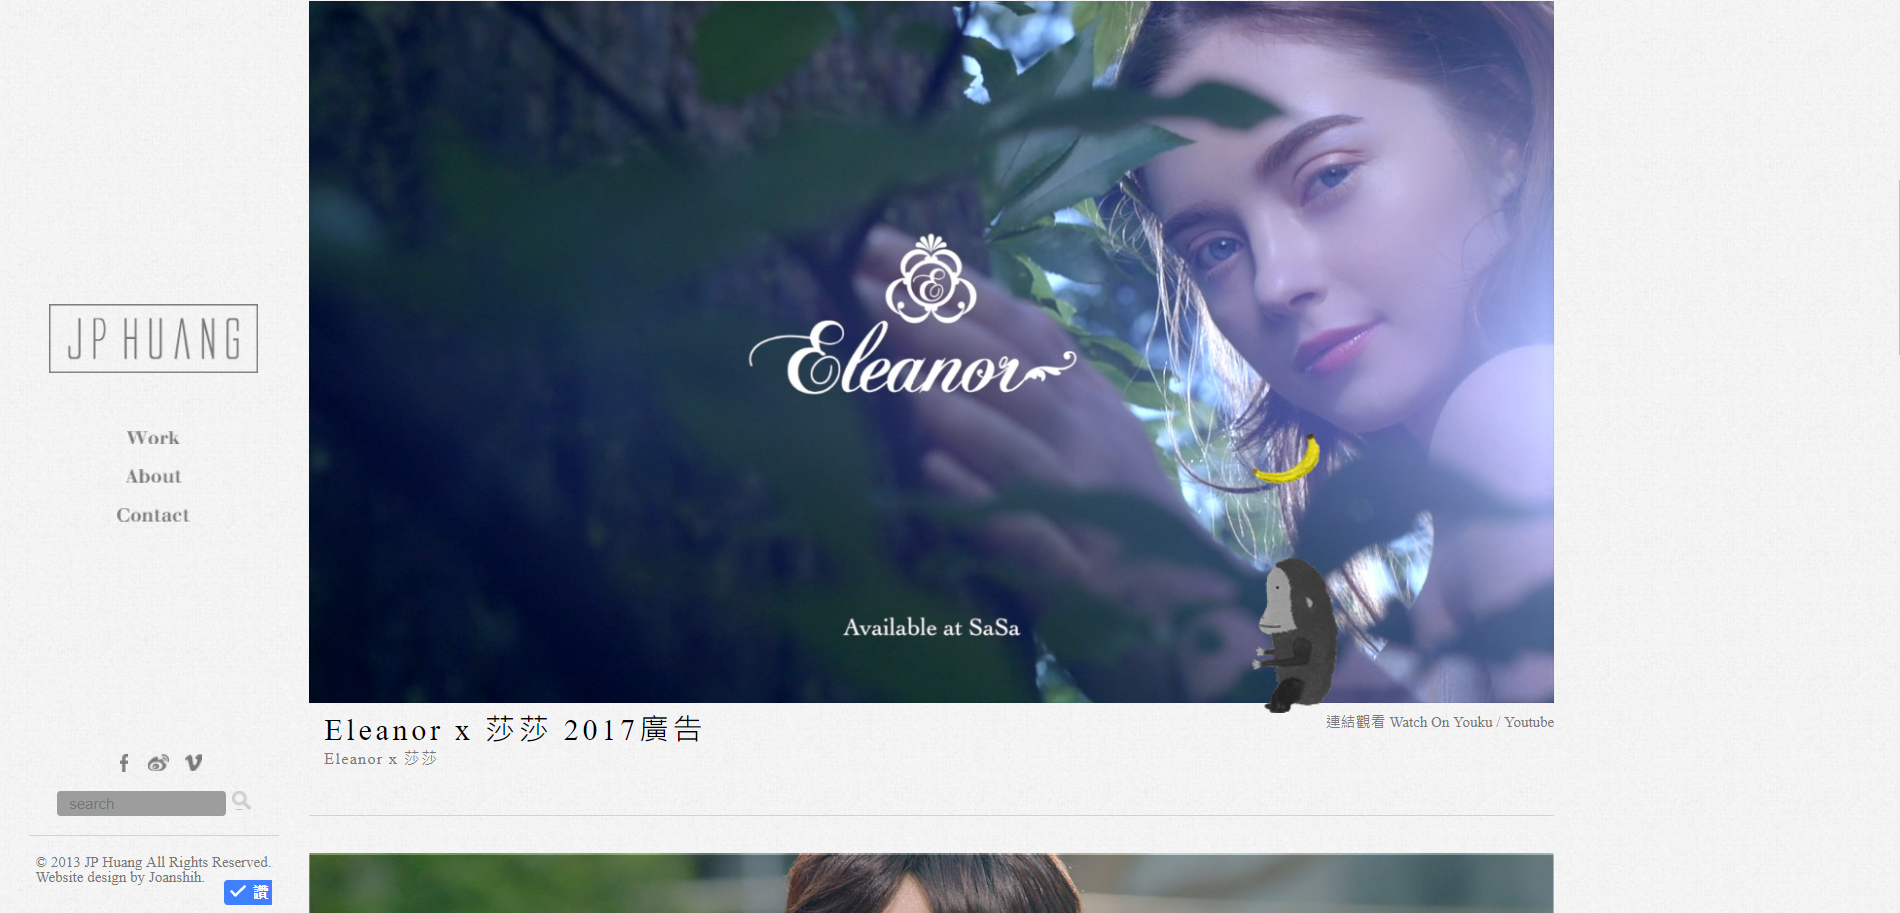 JP HUANG
Work
About
Contact
search
© 2013 JP Huang All Rights Reserved.
Website design by Joanshih.
讚
E
Eleanor
Available at SaSa
Eleanor x 莎莎 2017廣告
Eleanor x 莎莎
連結觀看 Watch On Youku / Youtube